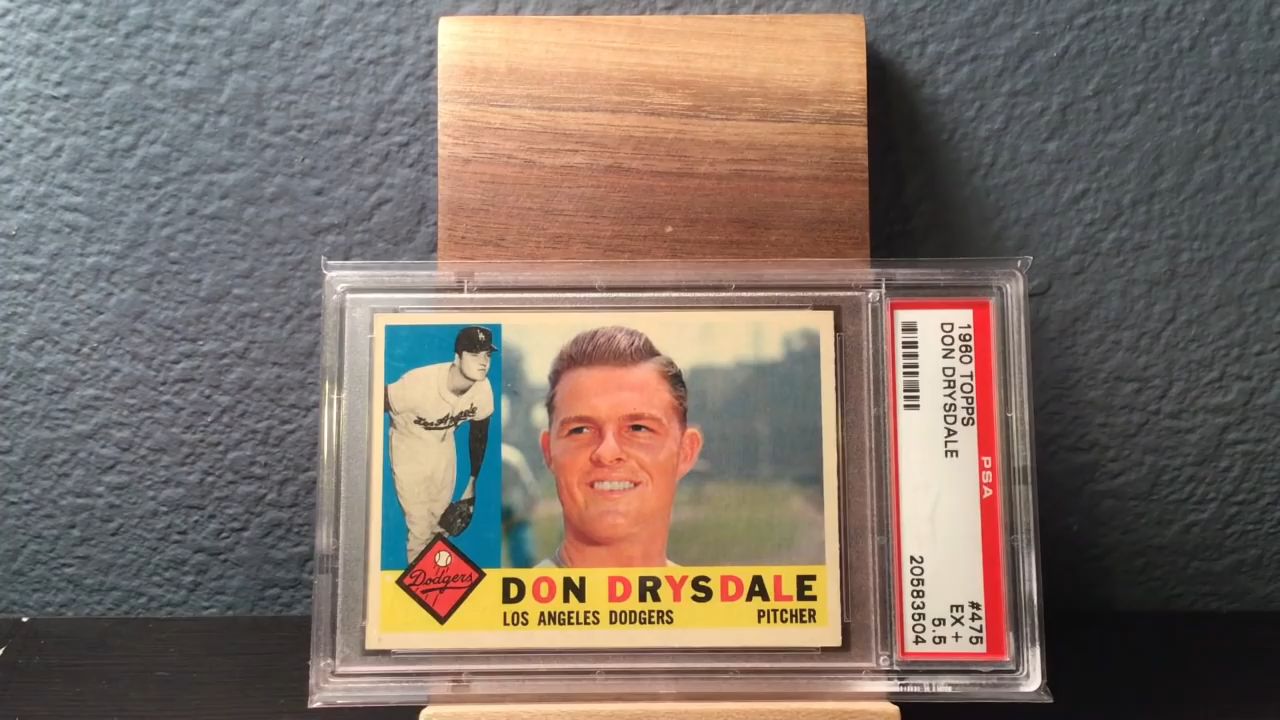 Los Angeles
LA
Dodgers
DON DRYSDALE
LOS ANGELES DODGERS PITCHER
PSA
1960 TOPPS #475
DON DRYSDALE EX + 5.5
20583504